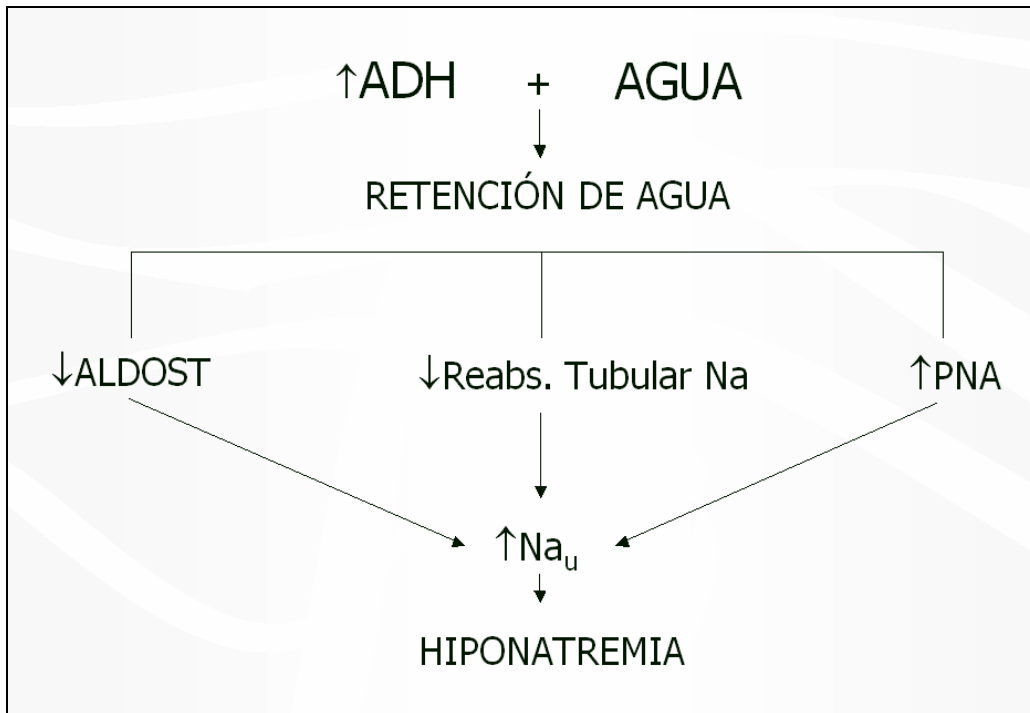 ↑ADH + AGUA
RETENCIÓN DE AGUA
↓ALDOST ↓Reabs. Tubular Na ↑PNA
↑Naᵤ
HIPONATREMIA